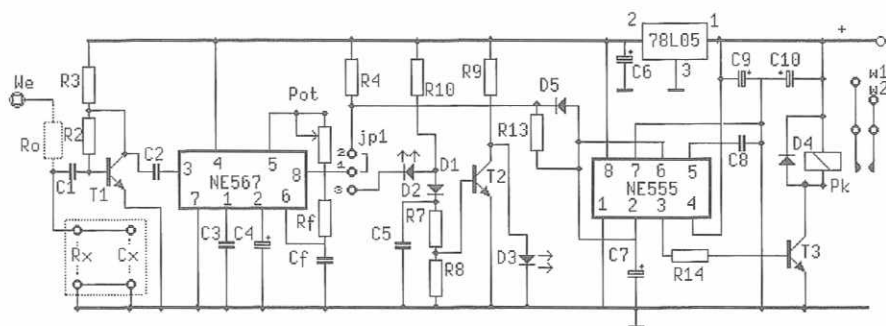 2 78L05 1 +
We R3 R4 R10 R9 C6 3 C9 C10 w1
w2
Pot D5
Ro R2 jp1 R13
C2 4 5 2 D1 8 7 6 5 C8 D4
C1 3 NE567 8 1 NE555
T1 3 D2 T2 Pk
7 1 2 6 Rf R7 1 2 3 4
Rx Cx C3 C4 Cf C5 R8 D3 C7 R14 T3